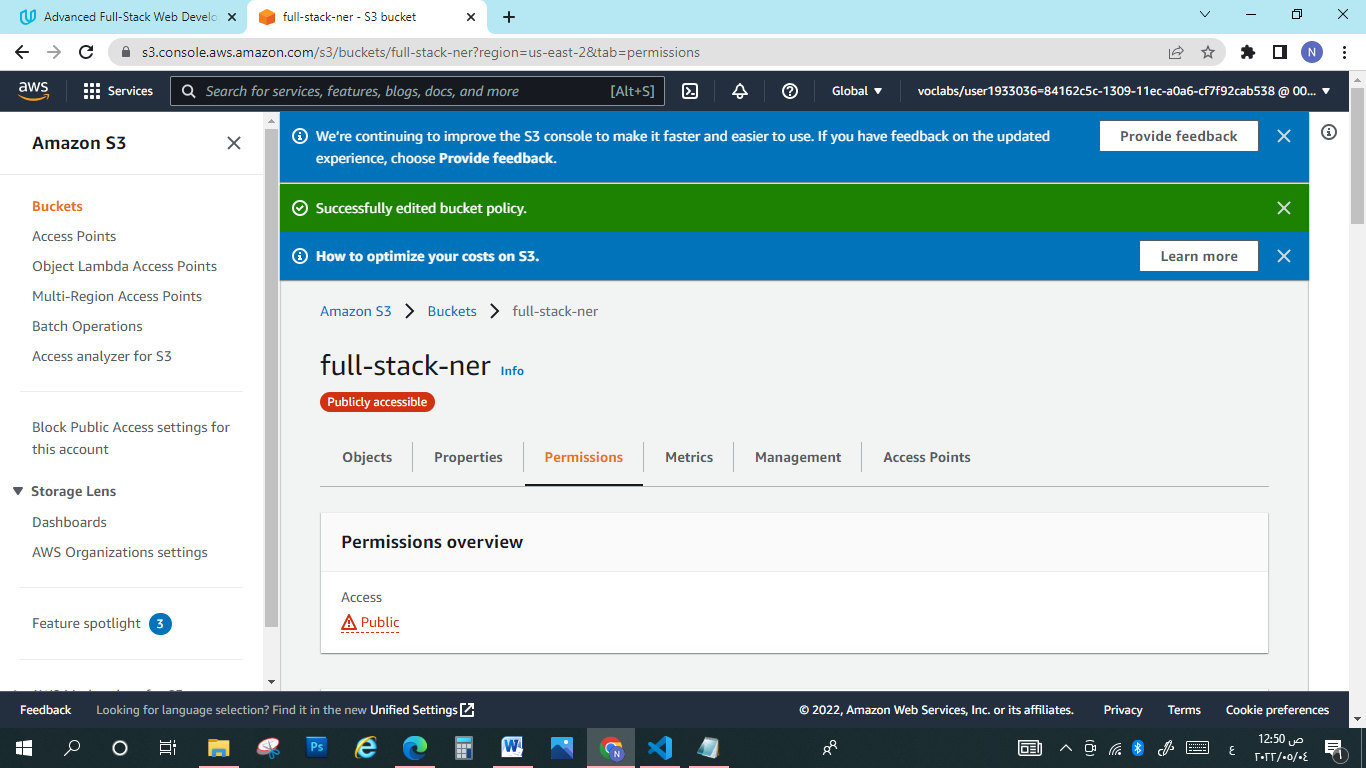 Advanced Full-Stack Web Develo
full-stack-ner - S3 bucket
s3.console.aws.amazon.com/s3/buckets/full-stack-ner?region=us-east-2&tab=permissions
N
aws
Services
Search for services, features, blogs, docs, and more
[Alt+S]
Global
voclabs/user1933036=84162c5c-1309-11ec-a0a6-cf7f92cab538 @ 00...
Amazon S3
Buckets
Access Points
Object Lambda Access Points
Multi-Region Access Points
Batch Operations
Access analyzer for S3
Block Public Access settings for
this account
Storage Lens
Dashboards
AWS Organizations settings
Feature spotlight 3
We're continuing to improve the S3 console to make it faster and easier to use. If you have feedback on the updated
experience, choose Provide feedback.
Provide feedback
Successfully edited bucket policy.
How to optimize your costs on S3.
Learn more
Amazon S3
Buckets
full-stack-ner
full-stack-ner Info
Publicly accessible
Objects
Properties
Permissions
Metrics
Management
Access Points
Permissions overview
Access
Public
Feedback
Looking for language selection? Find it in the new Unified Settings
© 2022, Amazon Web Services, Inc. or its affiliates.
Privacy
Terms
Cookie preferences
Ps
W
N
ع
12:50 ص
٢٠٢٢/٠٥/٠٤
1